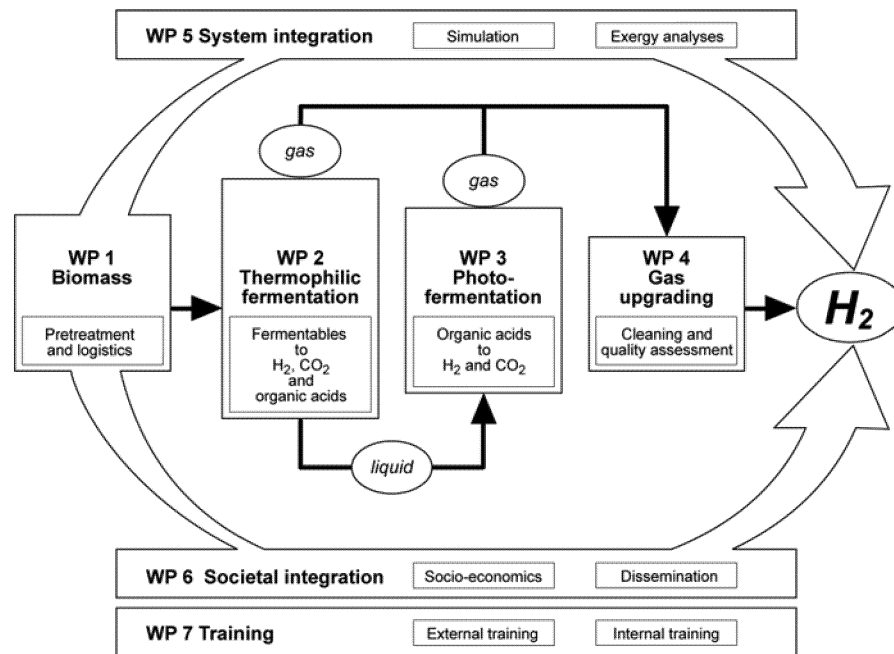 WP 5 System integration
Simulation
Exergy analyses
gas
gas
WP 1
Biomass
Pretreatment
and logistics
WP 2
Thermophilic
fermentation
Fermentables
to
H₂, CO₂
and
organic acids
WP 3
Photo-
fermentation
Organic acids
to
H₂ and CO₂
WP 4
Gas
upgrading
Cleaning and
quality assessment
H₂
liquid
WP 6 Societal integration
Socio-economics
Dissemination
WP 7 Training
External training
Internal training